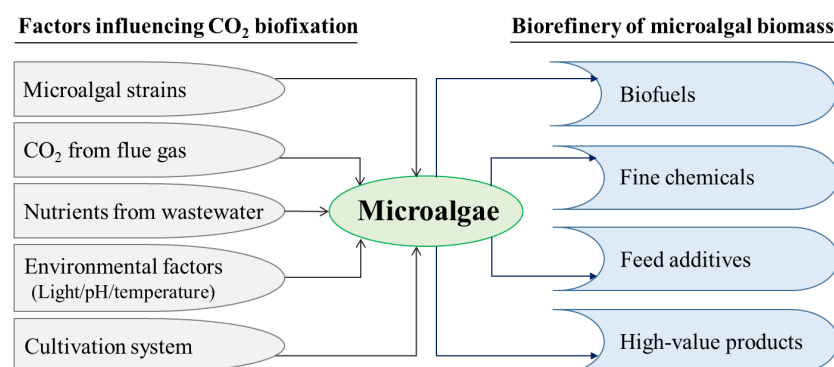 Factors influencing CO₂ biofixation
Biorefinery of microalgal biomass
Microalgal strains
CO₂ from flue gas
Nutrients from wastewater
Environmental factors
(Light/pH/temperature)
Cultivation system
Microalgae
Biofuels
Fine chemicals
Feed additives
High-value products